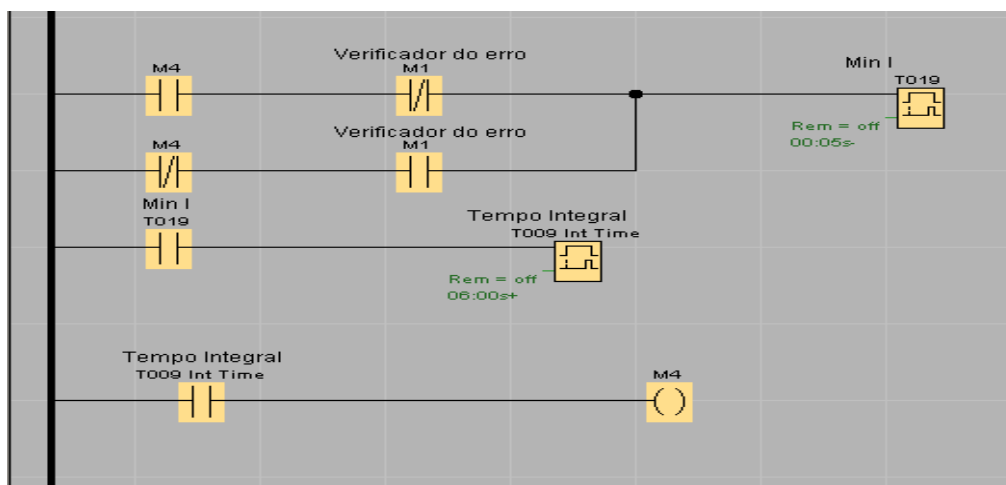 Verificador do erro
M4
M1
Min I
T019
Rem = off
00:05s-
Verificador do erro
M4
M1
Min I
T019
Tempo Integral
T009 Int Time
Rem = off
06:00s+
Tempo Integral
T009 Int Time
M4